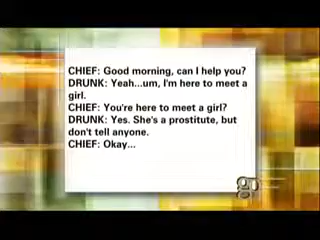 CHIEF: Good morning, can I help you?
DRUNK: Yeah...um, I'm here to meet a
girl.
CHIEF: You're here to meet a girl?
DRUNK: Yes. She's a prostitute, but
don't tell anyone.
CHIEF: Okay...